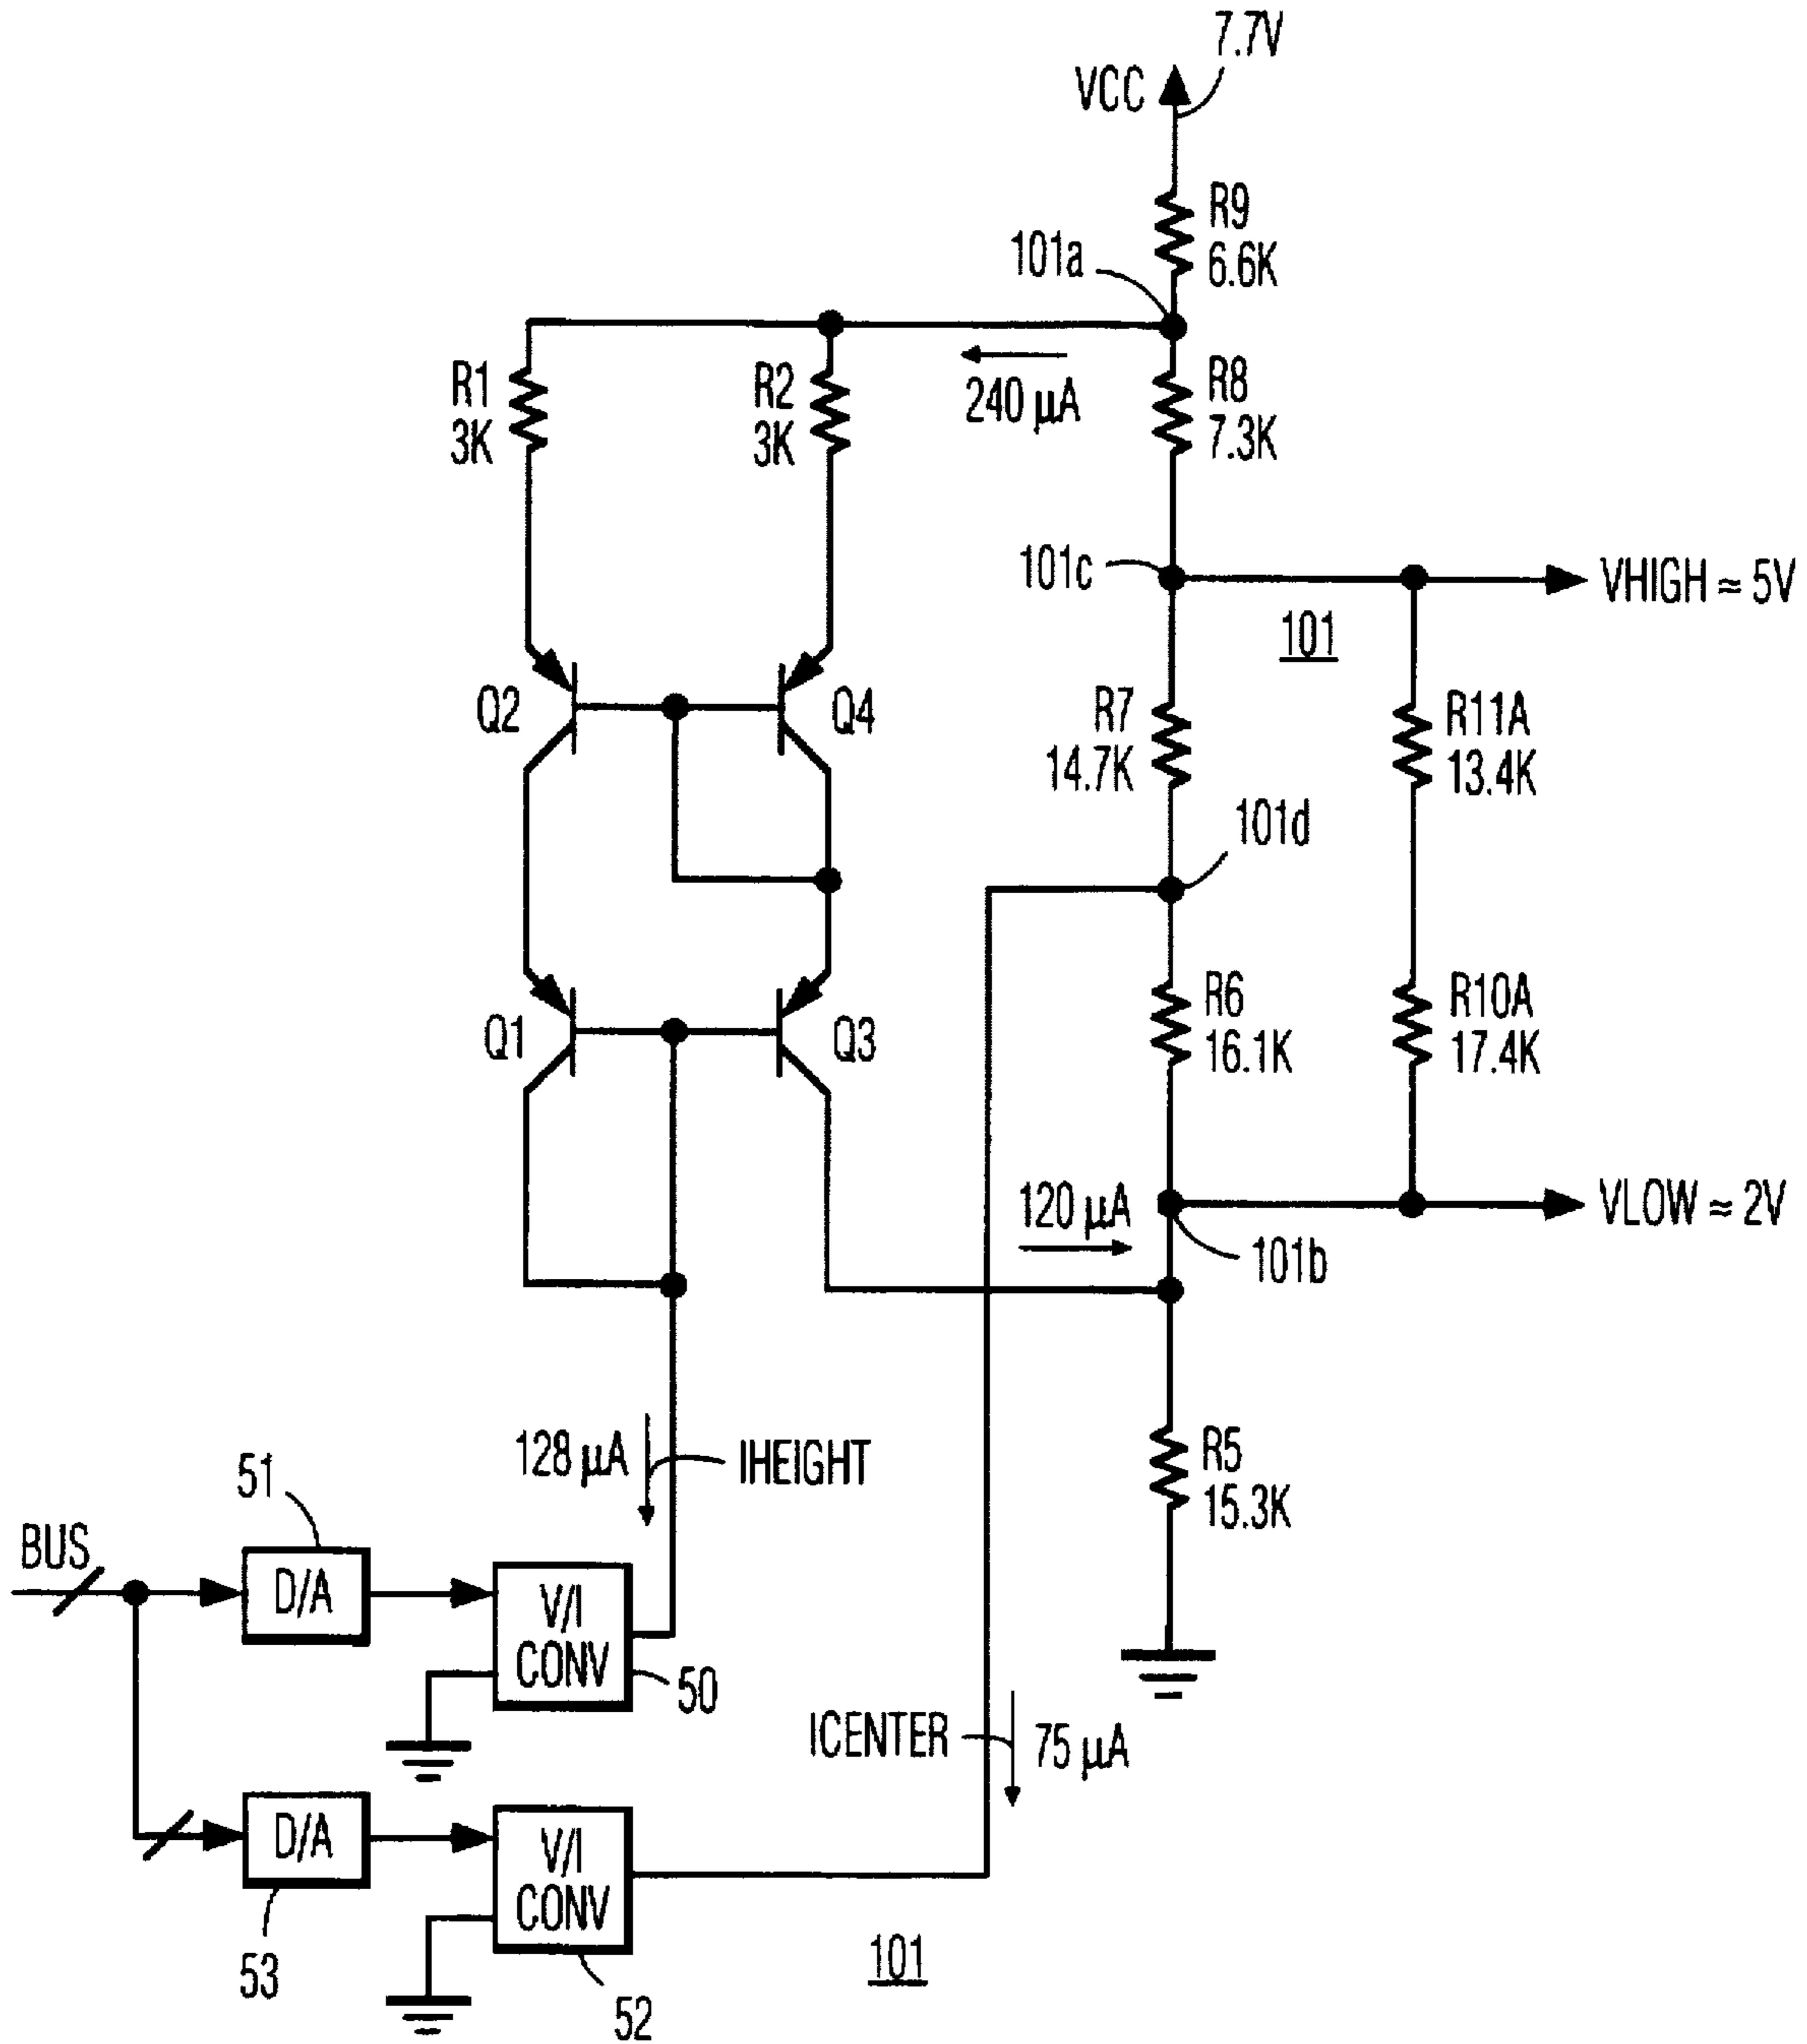 7.7V
VCC
R9
6.6K
101a
R1
3K
R2
3K
240 µA
R8
7.3K
101c
VHIGH ≃ 5V
101
Q2
Q4
R7
14.7K
R11A
13.4K
101d
Q1
Q3
R6
16.1K
R10A
17.4K
120 µA
VLOW ≃ 2V
101b
128 µA
IHEIGHT
R5
15.3K
51
BUS
D/A
V/I
CONV
50
ICENTER
75 µA
D/A
V/I
CONV
53
52
101